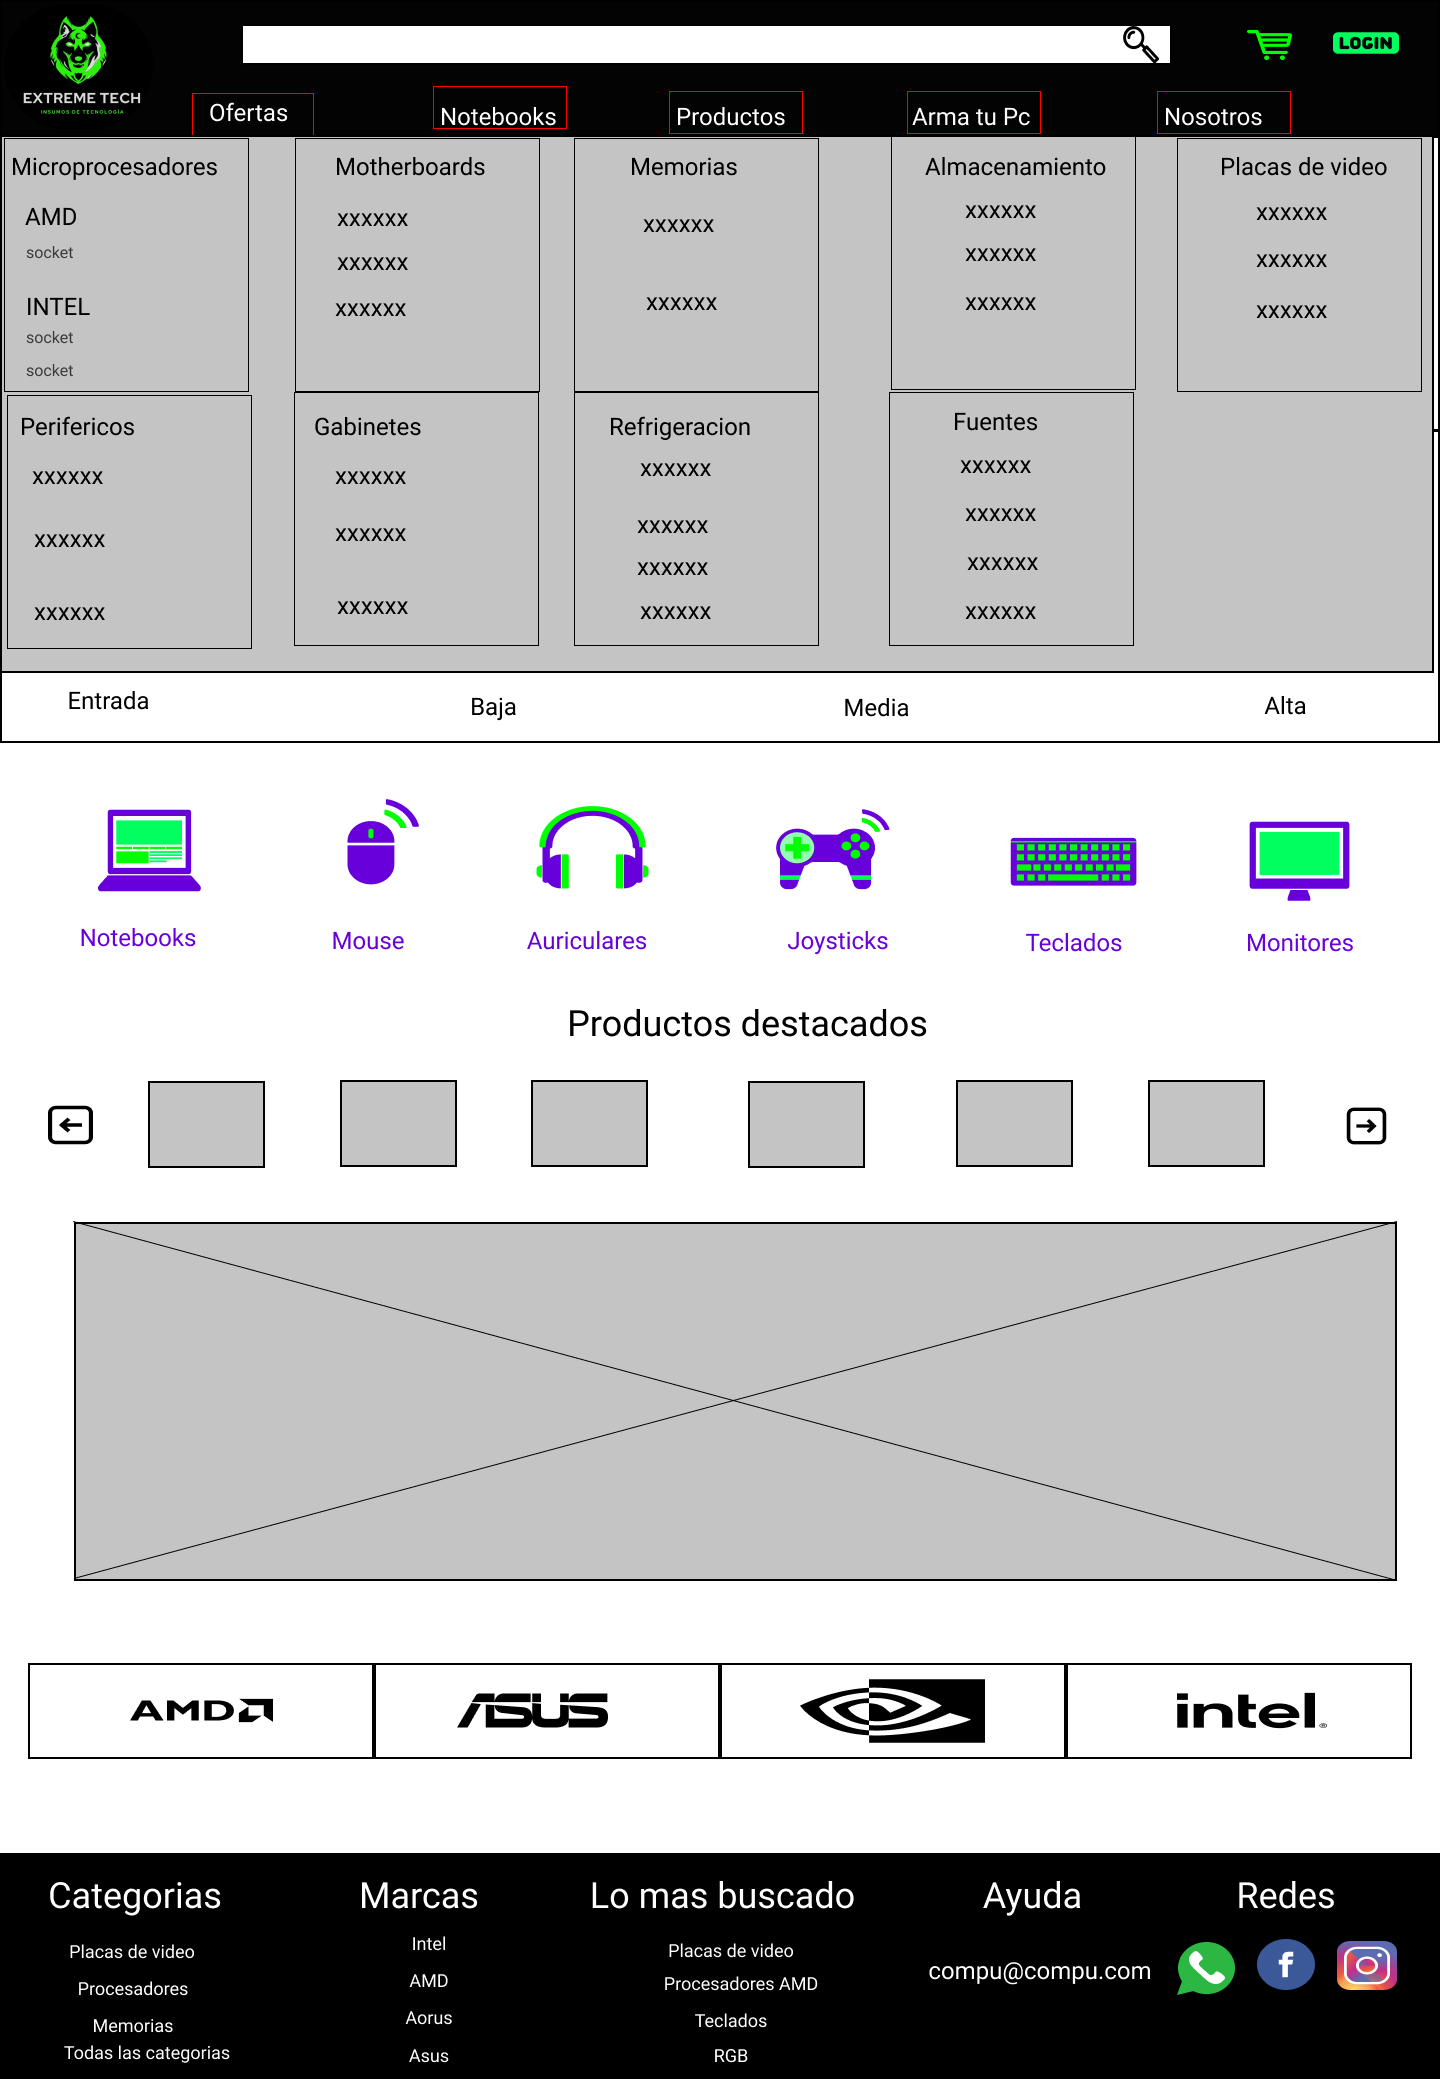 EXTREME TECH
INSUMOS DE TECNOLOGÍA
LOGIN
Ofertas
Notebooks
Productos
Arma tu Pc
Nosotros
Microprocesadores
AMD
socket
INTEL
socket
socket
Motherboards
xxxxxx
xxxxxx
xxxxxx
Memorias
xxxxxx
xxxxxx
Almacenamiento
xxxxxx
xxxxxx
xxxxxx
Placas de video
xxxxxx
xxxxxx
xxxxxx
Perifericos
xxxxxx
xxxxxx
xxxxxx
Gabinetes
xxxxxx
xxxxxx
xxxxxx
Refrigeracion
xxxxxx
xxxxxx
xxxxxx
xxxxxx
Fuentes
xxxxxx
xxxxxx
xxxxxx
xxxxxx
Entrada
Baja
Media
Alta
Notebooks
Mouse
Auriculares
Joysticks
Teclados
Monitores
Productos destacados
AMD
ASUS
intel®
Categorias
Placas de video
Procesadores
Memorias
Todas las categorias
Marcas
Intel
AMD
Aorus
Asus
Lo mas buscado
Placas de video
Procesadores AMD
Teclados
RGB
Ayuda
compu@compu.com
Redes